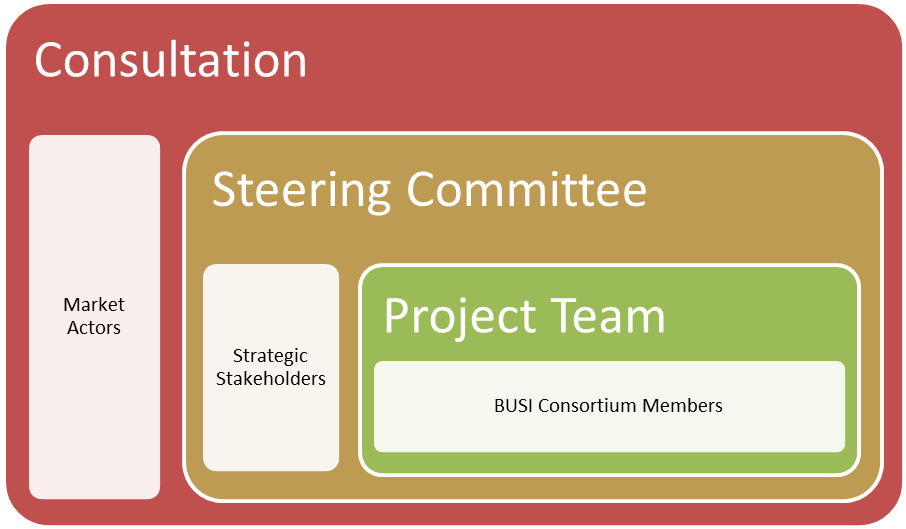 Consultation
Steering Committee
Project Team
Market
Actors
Strategic
Stakeholders
BUSI Consortium Members